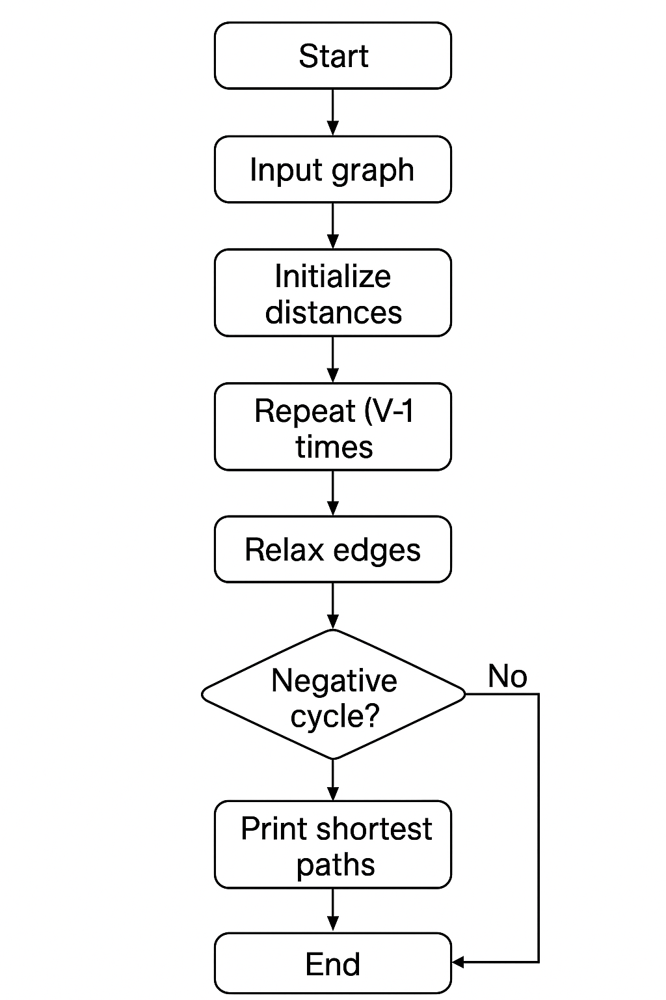 Start
Input graph
Initialize
distances
Repeat (V-1
times
Relax edges
Negative
cycle?
No
Print shortest
paths
End